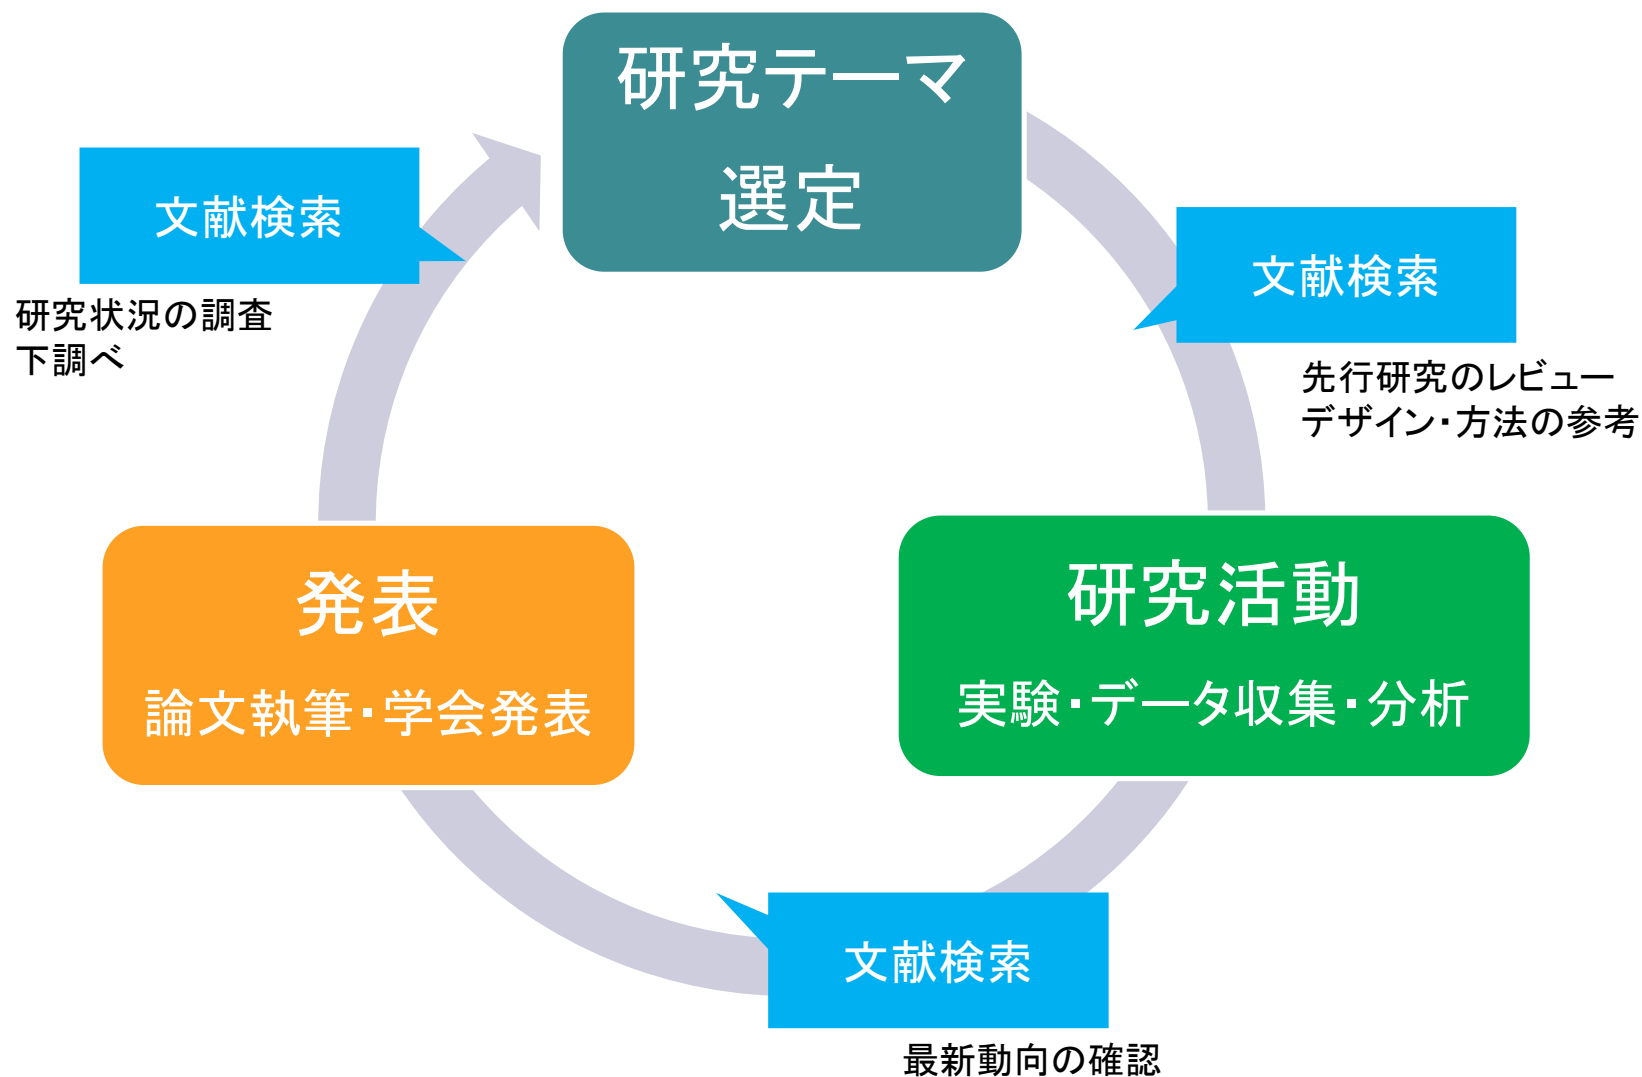 研究テーマ
選定
文献検索
研究状況の調査
下調べ
文献検索
先行研究のレビュー
デザイン・方法の参考
発表
論文執筆・学会発表
研究活動
実験・データ収集・分析
文献検索
最新動向の確認